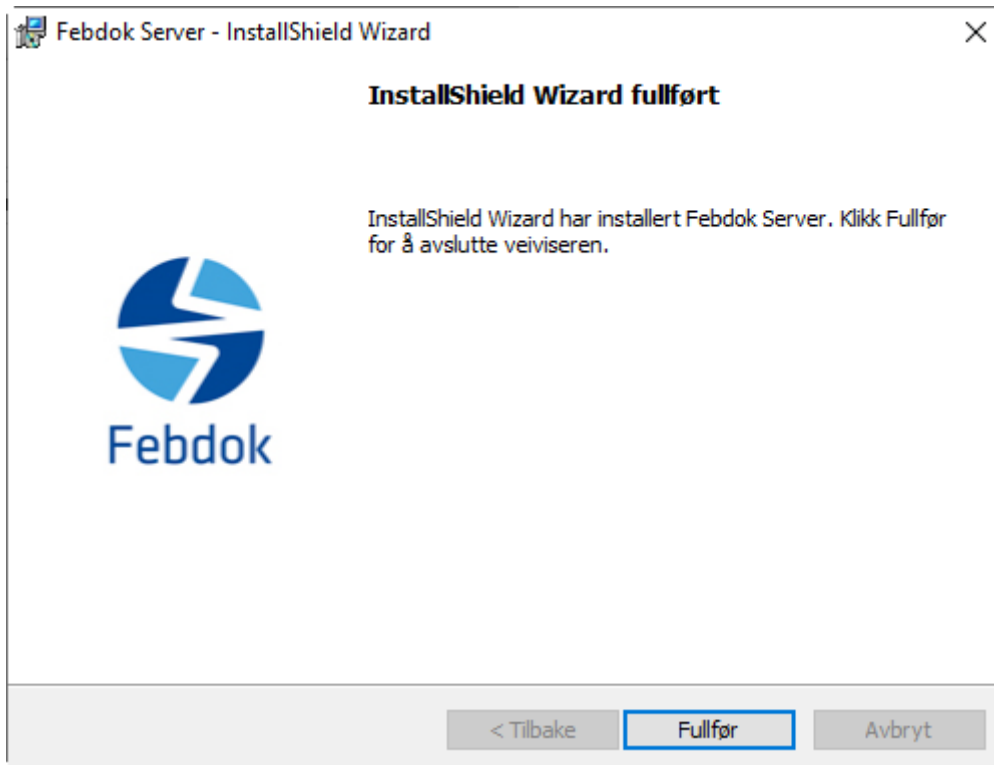 Febdok Server - InstallShield Wizard
InstallShield Wizard fullført
InstallShield Wizard har installert Febdok Server. Klikk Fullfør
for å avslutte veiviseren.
Febdok
< Tilbake
Fullfør
Avbryt